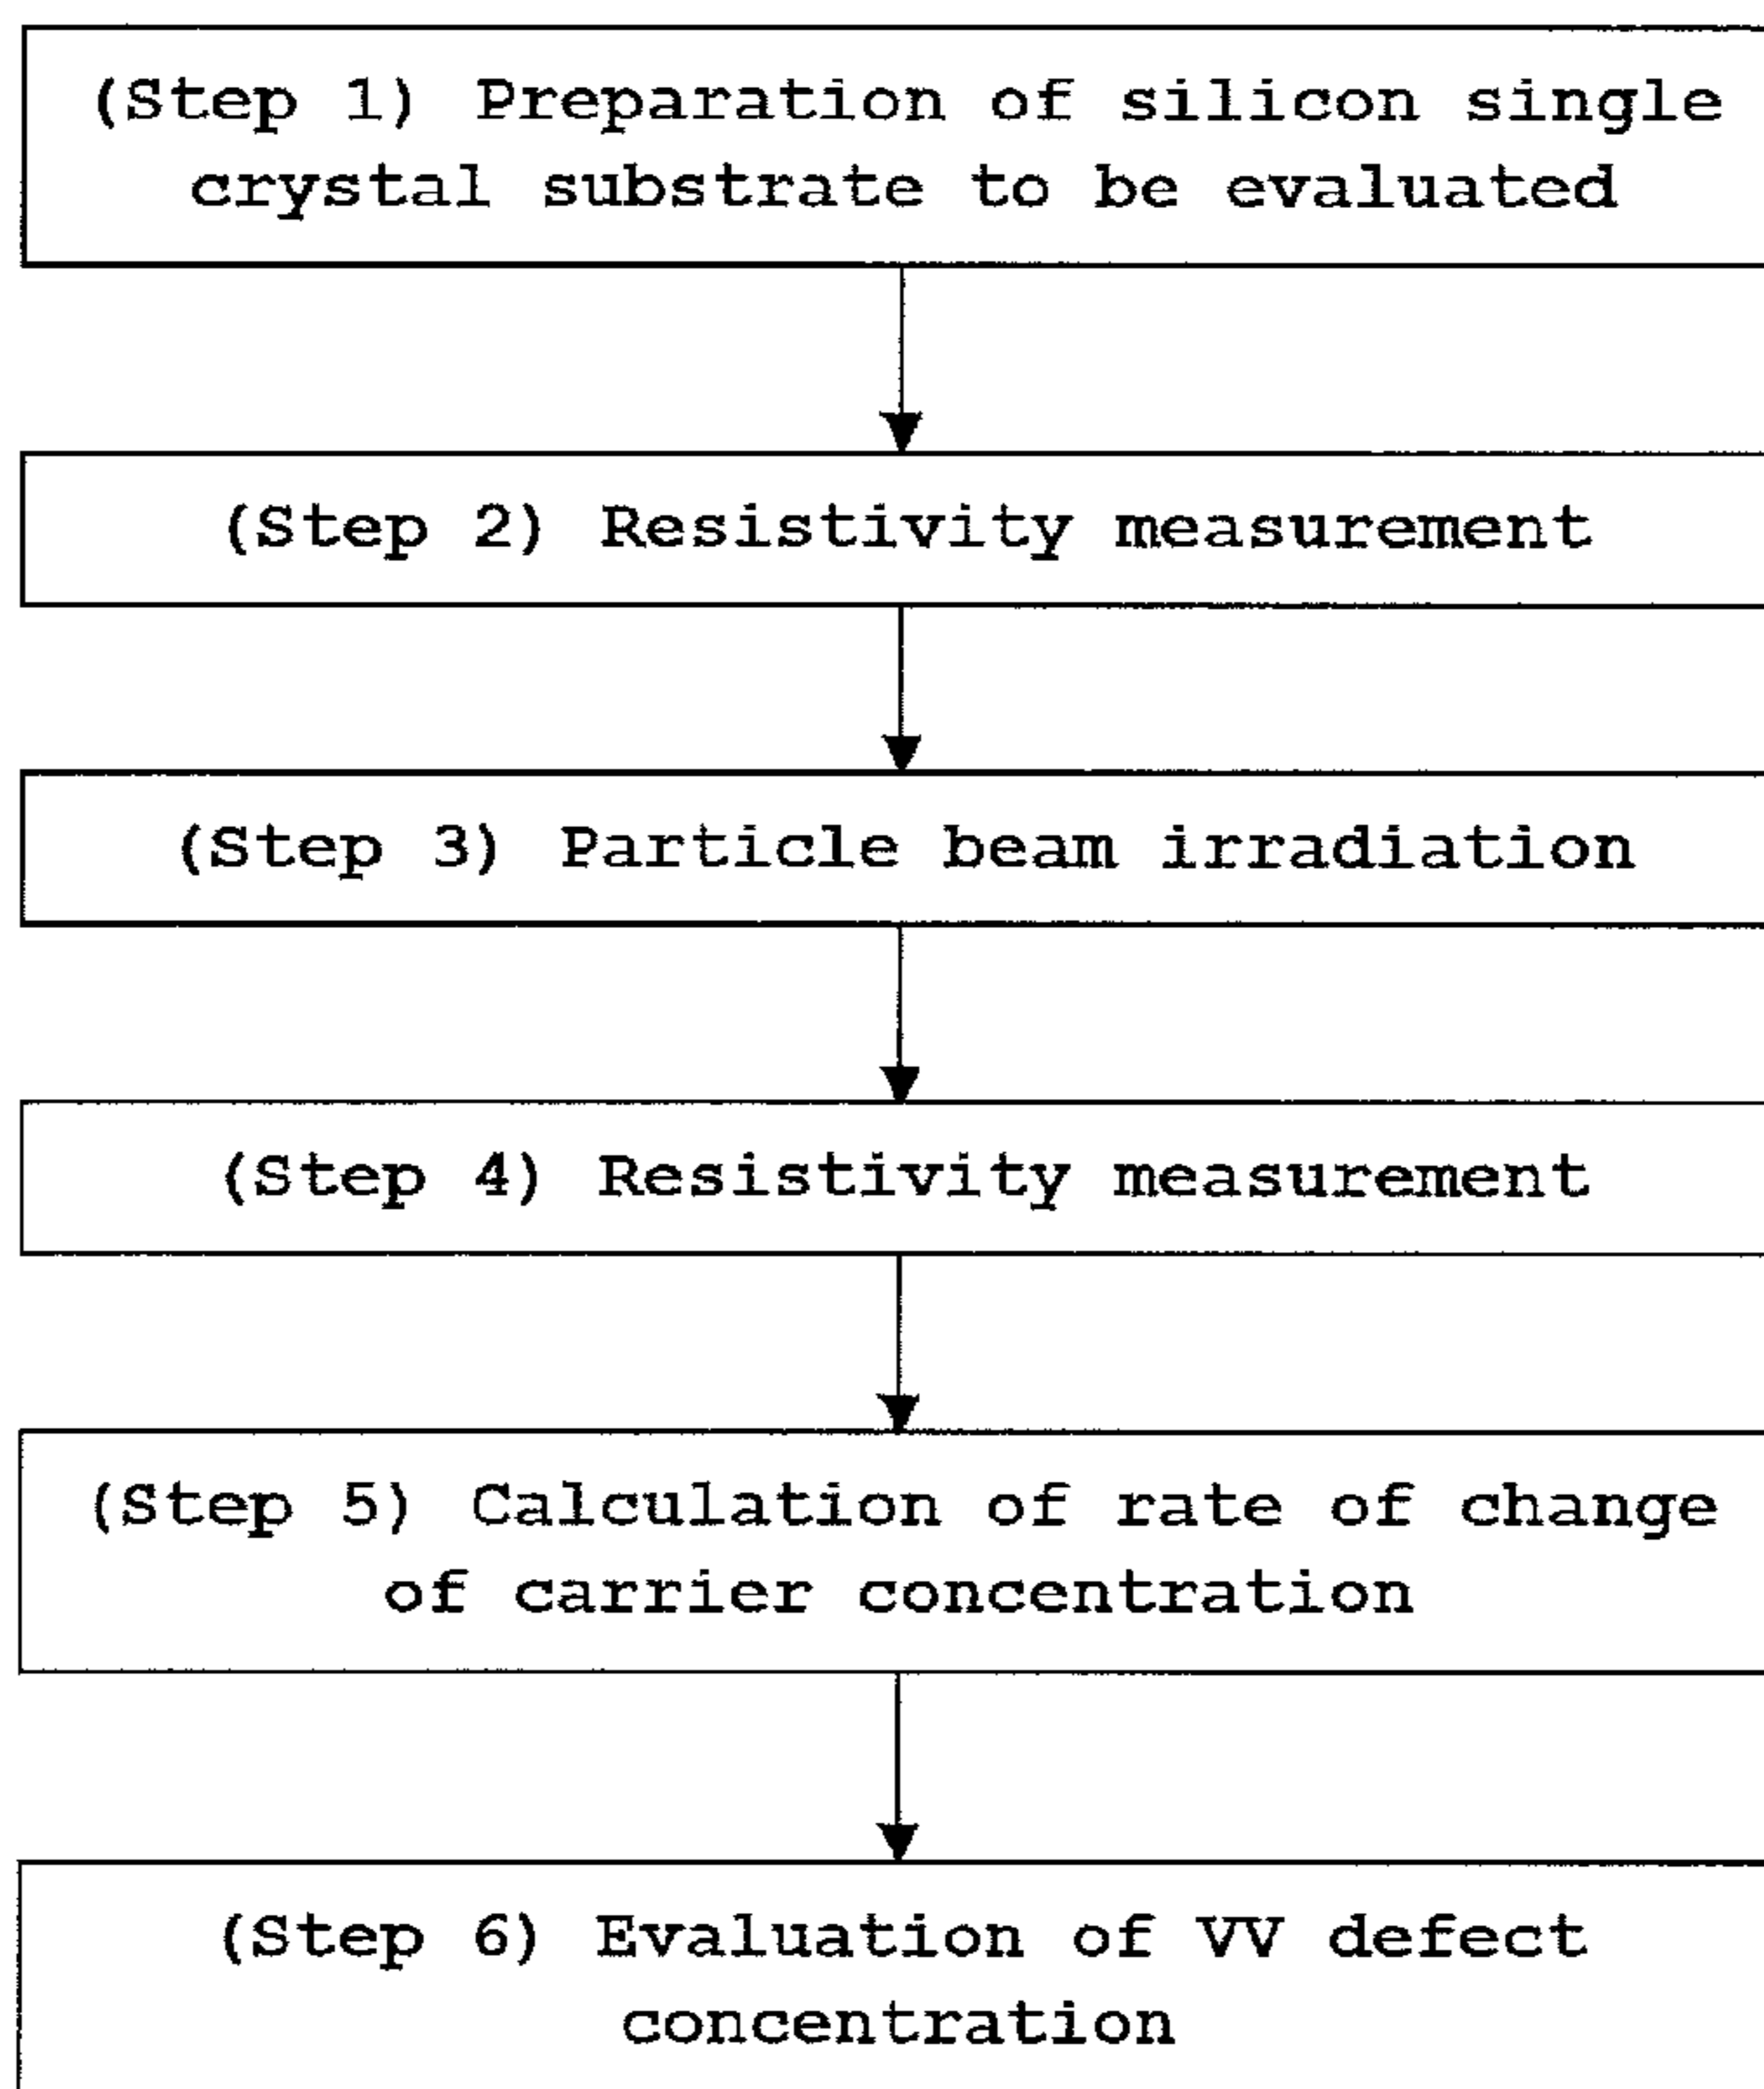 (Step 1) Preparation of silicon single
crystal substrate to be evaluated
(Step 2) Resistivity measurement
(Step 3) Particle beam irradiation
(Step 4) Resistivity measurement
(Step 5) Calculation of rate of change
of carrier concentration
(Step 6) Evaluation of VV defect
concentration